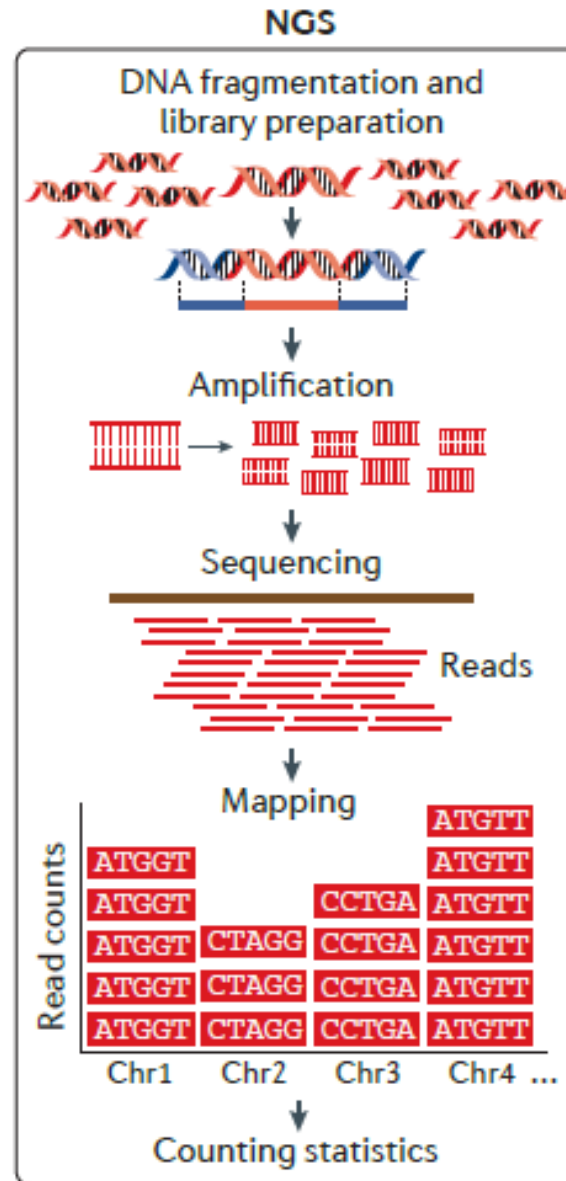 NGS
DNA fragmentation and
library preparation
Amplification
Sequencing
Reads
Mapping
Read counts
ATGTT
ATGGT ATGTT
ATGGT CCTGA ATGTT
ATGGT CTAGG CCTGA ATGTT
ATGGT CTAGG CCTGA ATGTT
ATGGT CTAGG CCTGA ATGTT
Chr1 Chr2 Chr3 Chr4 ...
Counting statistics